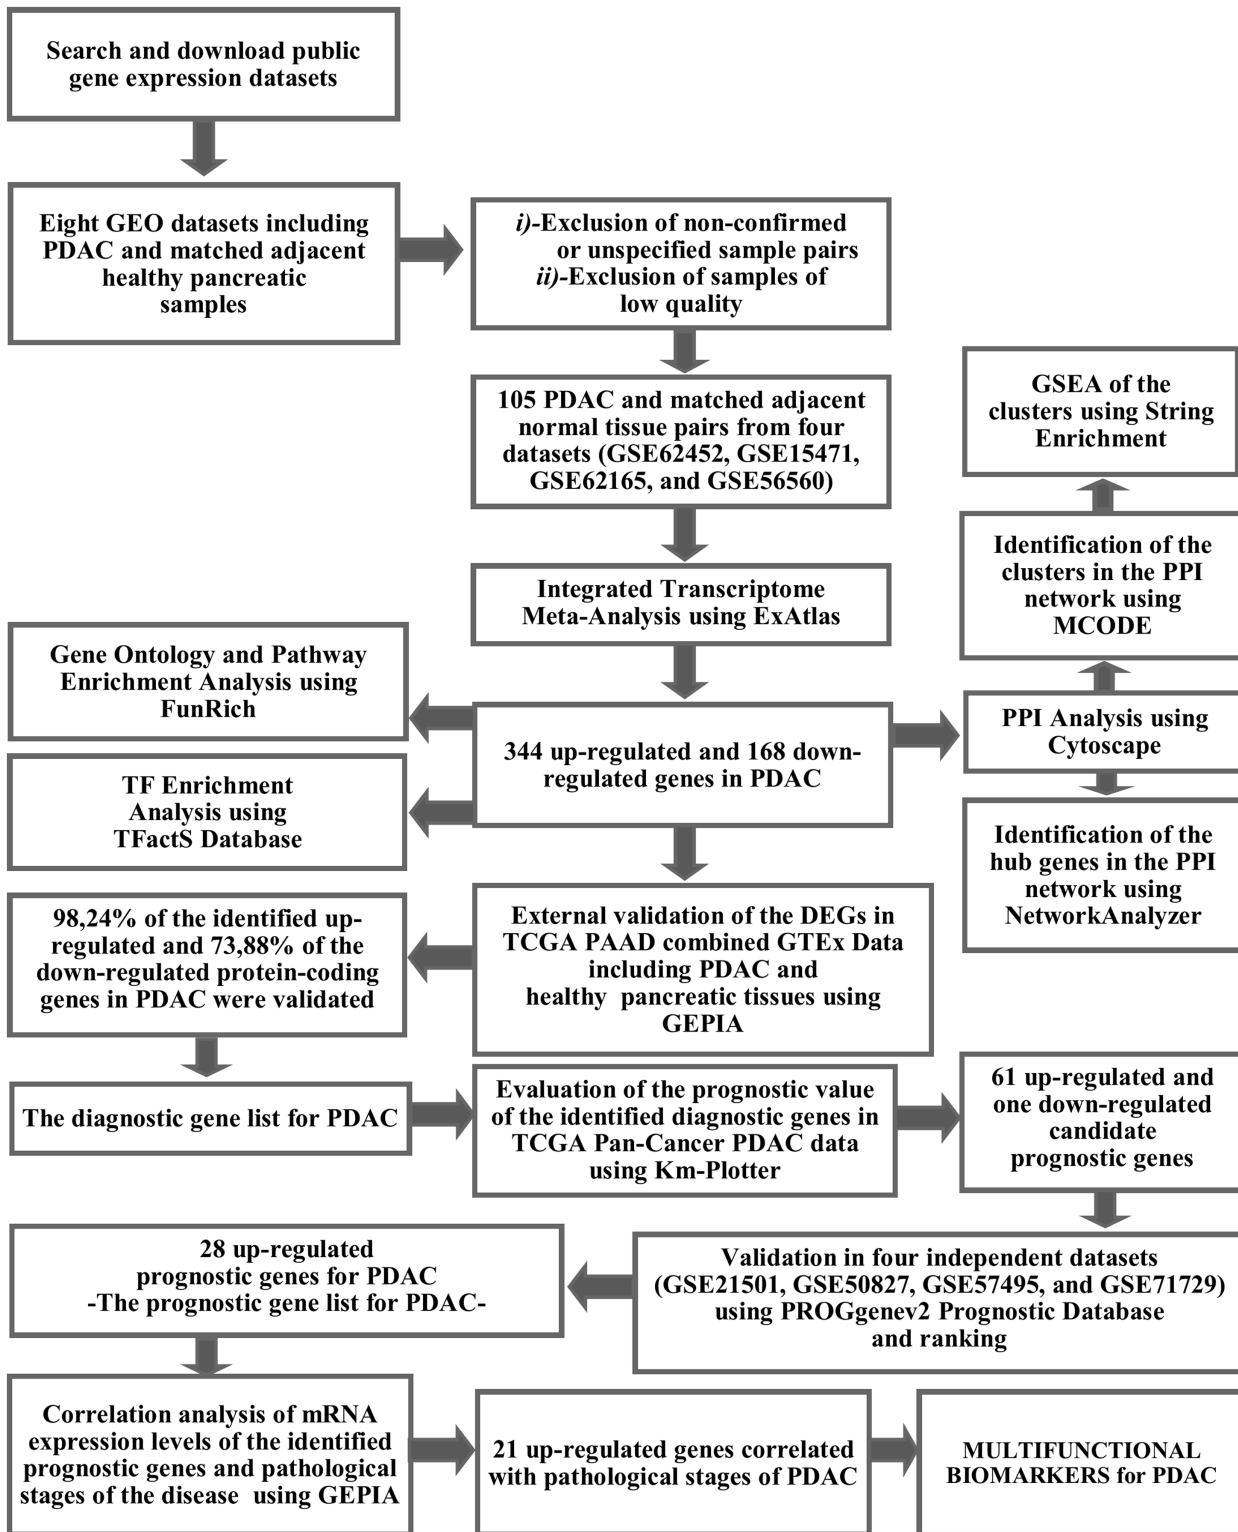 Search and download public
gene expression datasets
Eight GEO datasets including
PDAC and matched adjacent
healthy pancreatic
samples
i)-Exclusion of non-confirmed
or unspecified sample pairs
ii)-Exclusion of samples of
low quality
105 PDAC and matched adjacent
normal tissue pairs from four
datasets (GSE62452, GSE15471,
GSE62165, and GSE56560)
GSEA of the
clusters using String
Enrichment
Identification of the
clusters in the PPI
network using
MCODE
Integrated Transcriptome
Meta-Analysis using ExAtlas
Gene Ontology and Pathway
Enrichment Analysis using
FunRich
344 up-regulated and 168 down-
regulated genes in PDAC
PPI Analysis using
Cytoscape
TF Enrichment
Analysis using
TFactS Database
Identification of the
hub genes in the PPI
network using
NetworkAnalyzer
External validation of the DEGs in
TCGA PAAD combined GTEx Data
including PDAC and
healthy pancreatic tissues using
GEPIA
98,24% of the identified up-
regulated and 73,88% of the
down-regulated protein-coding
genes in PDAC were validated
The diagnostic gene list for PDAC
Evaluation of the prognostic value
of the identified diagnostic genes in
TCGA Pan-Cancer PDAC data
using Km-Plotter
61 up-regulated and
one down-regulated
candidate
prognostic genes
Validation in four independent datasets
(GSE21501, GSE50827, GSE57495, and GSE71729)
using PROGgenev2 Prognostic Database
and ranking
28 up-regulated
prognostic genes for PDAC
-The prognostic gene list for PDAC-
Correlation analysis of mRNA
expression levels of the identified
prognostic genes and pathological
stages of the disease using GEPIA
21 up-regulated genes correlated
with pathological stages of PDAC
MULTIFUNCTIONAL
BIOMARKERS for PDAC